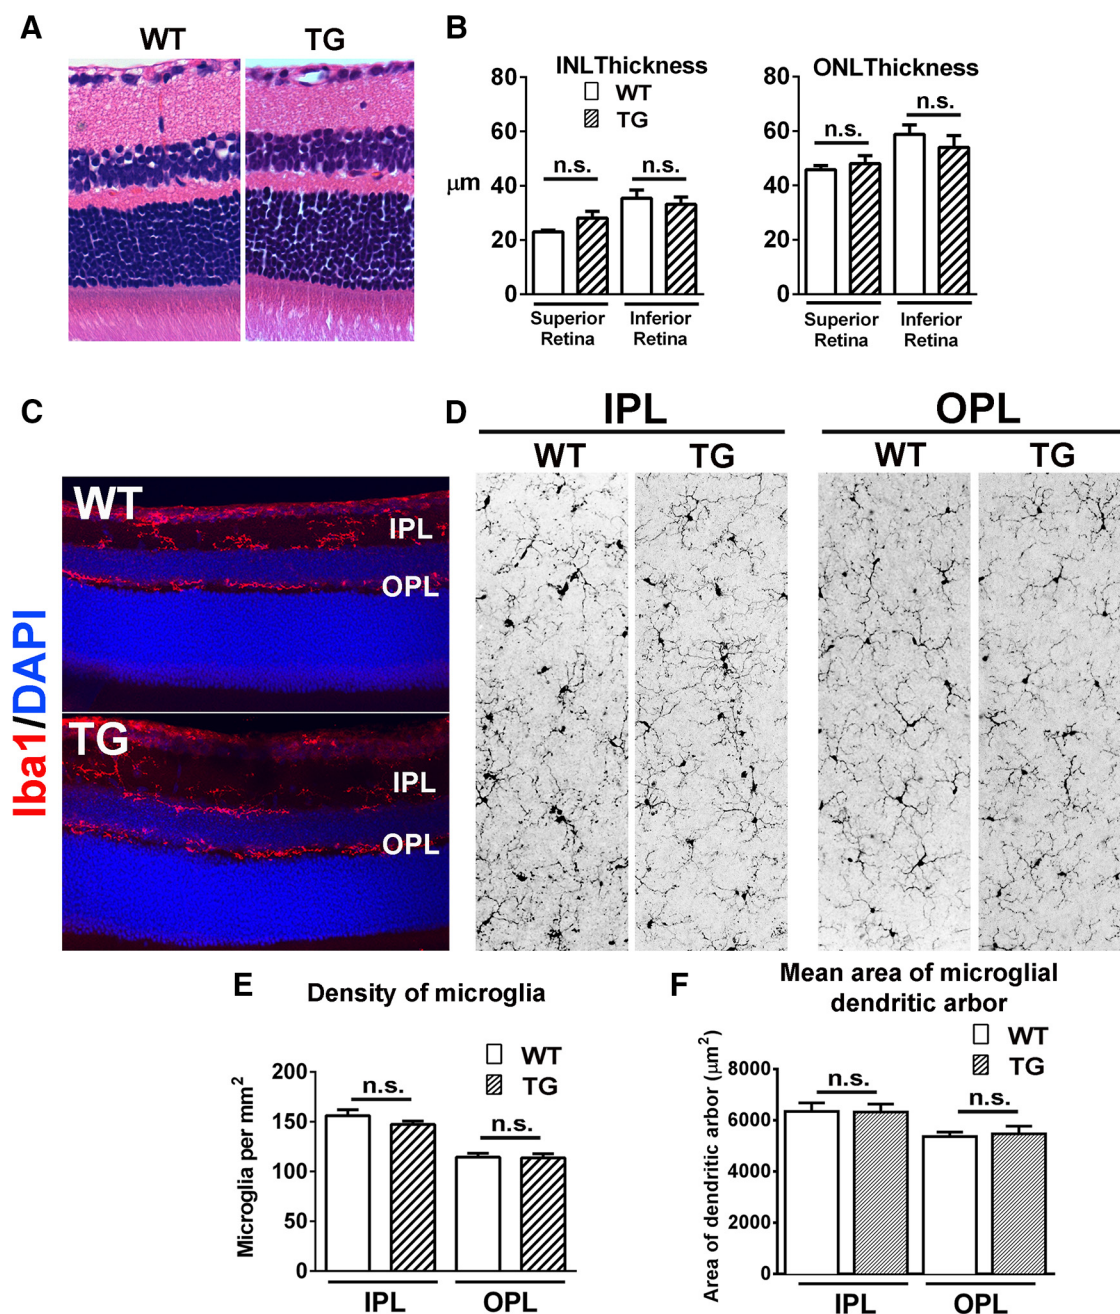 A
WT TG
B
INLThickness
WT
TG
80
60
40
20
0
μm
n.s. n.s.
Superior
Retina
Inferior
Retina
ONLThickness
80
60
40
20
0
n.s. n.s.
Superior
Retina
Inferior
Retina
C
Iba1/DAPI
WT
IPL
OPL
TG
IPL
OPL
D
IPL OPL
WT TG WT TG
E
Density of microglia
WT
TG
Microglia per mm²
200
150
100
50
0
n.s. n.s.
IPL OPL
F
Mean area of microglial
dendritic arbor
WT
TG
Area of dendritic arbor (μm²)
8000
6000
4000
2000
0
n.s. n.s.
IPL OPL